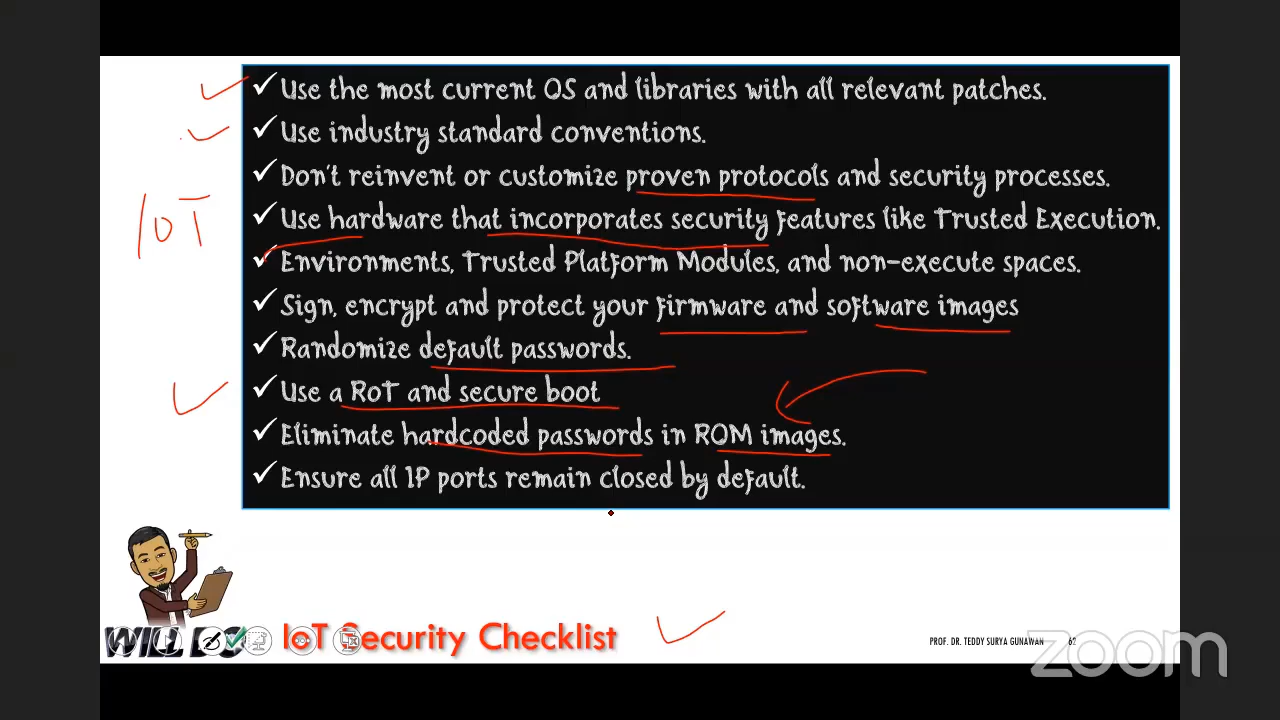 Use the most current OS and libraries with all relevant patches.
Use industry standard conventions.
Don't reinvent or customize proven protocols and security processes.
IoT
Use hardware that incorporates security features like Trusted Execution.
Environments, Trusted Platform Modules, and non-execute spaces.
Sign, encrypt and protect your firmware and software images
Randomize default passwords.
Use a RoT and secure boot
Eliminate hardcoded passwords in ROM images.
Ensure all IP ports remain closed by default.
WILL DO
IoT Security Checklist
PROF. DR. TEDDY SURYA GUNAWAN
62
zoom